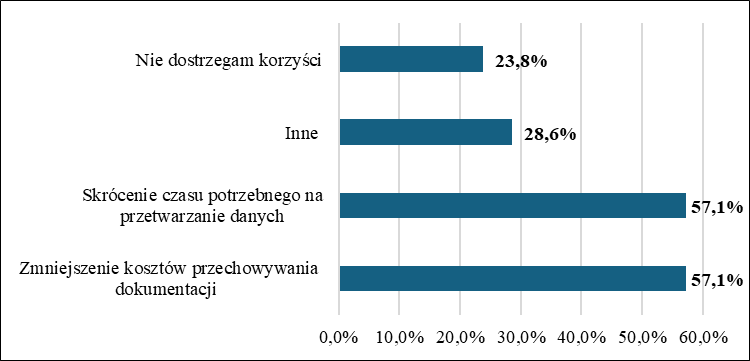 Nie dostrzegam korzyści
23,8%
Inne
28,6%
Skrócenie czasu potrzebnego na
przetwarzanie danych
57,1%
Zmniejszenie kosztów przechowywania
dokumentacji
57,1%
0,0% 10,0% 20,0% 30,0% 40,0% 50,0% 60,0%